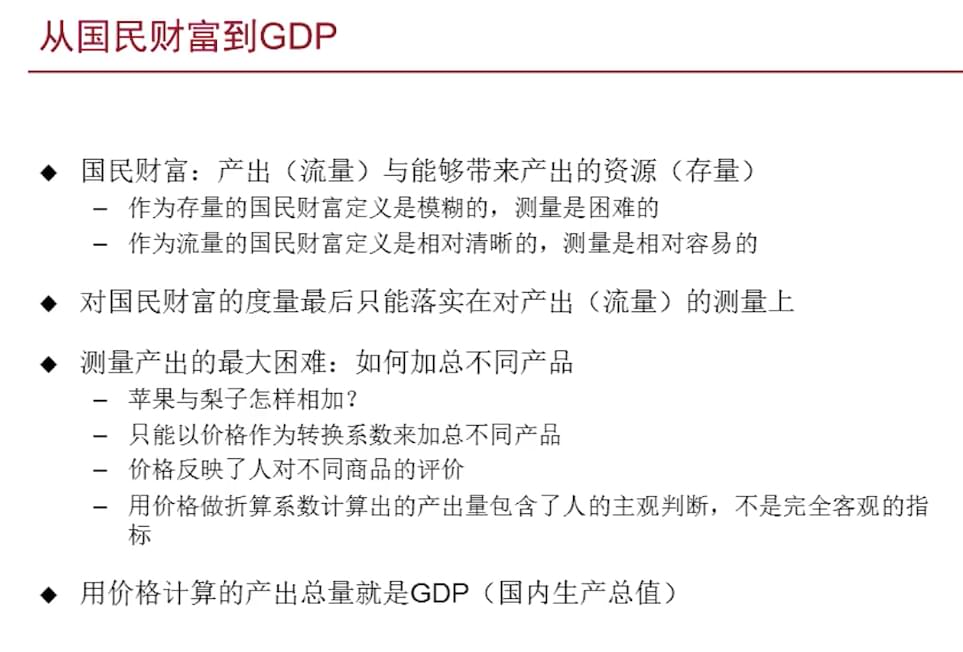 从国民财富到GDP
◆ 国民财富：产出（流量）与能够带来产出的资源（存量）
– 作为存量的国民财富定义是模糊的，测量是困难的
– 作为流量的国民财富定义是相对清晰的，测量是相对容易的
◆ 对国民财富的度量最后只能落实在对产出（流量）的测量上
◆ 测量产出的最大困难：如何加总不同产品
– 苹果与梨子怎样相加？
– 只能以价格作为转换系数来加总不同产品
– 价格反映了人对不同商品的评价
– 用价格做折算系数计算出的产出量包含了人的主观判断，不是完全客观的指
标
◆ 用价格计算的产出总量就是GDP（国内生产总值）